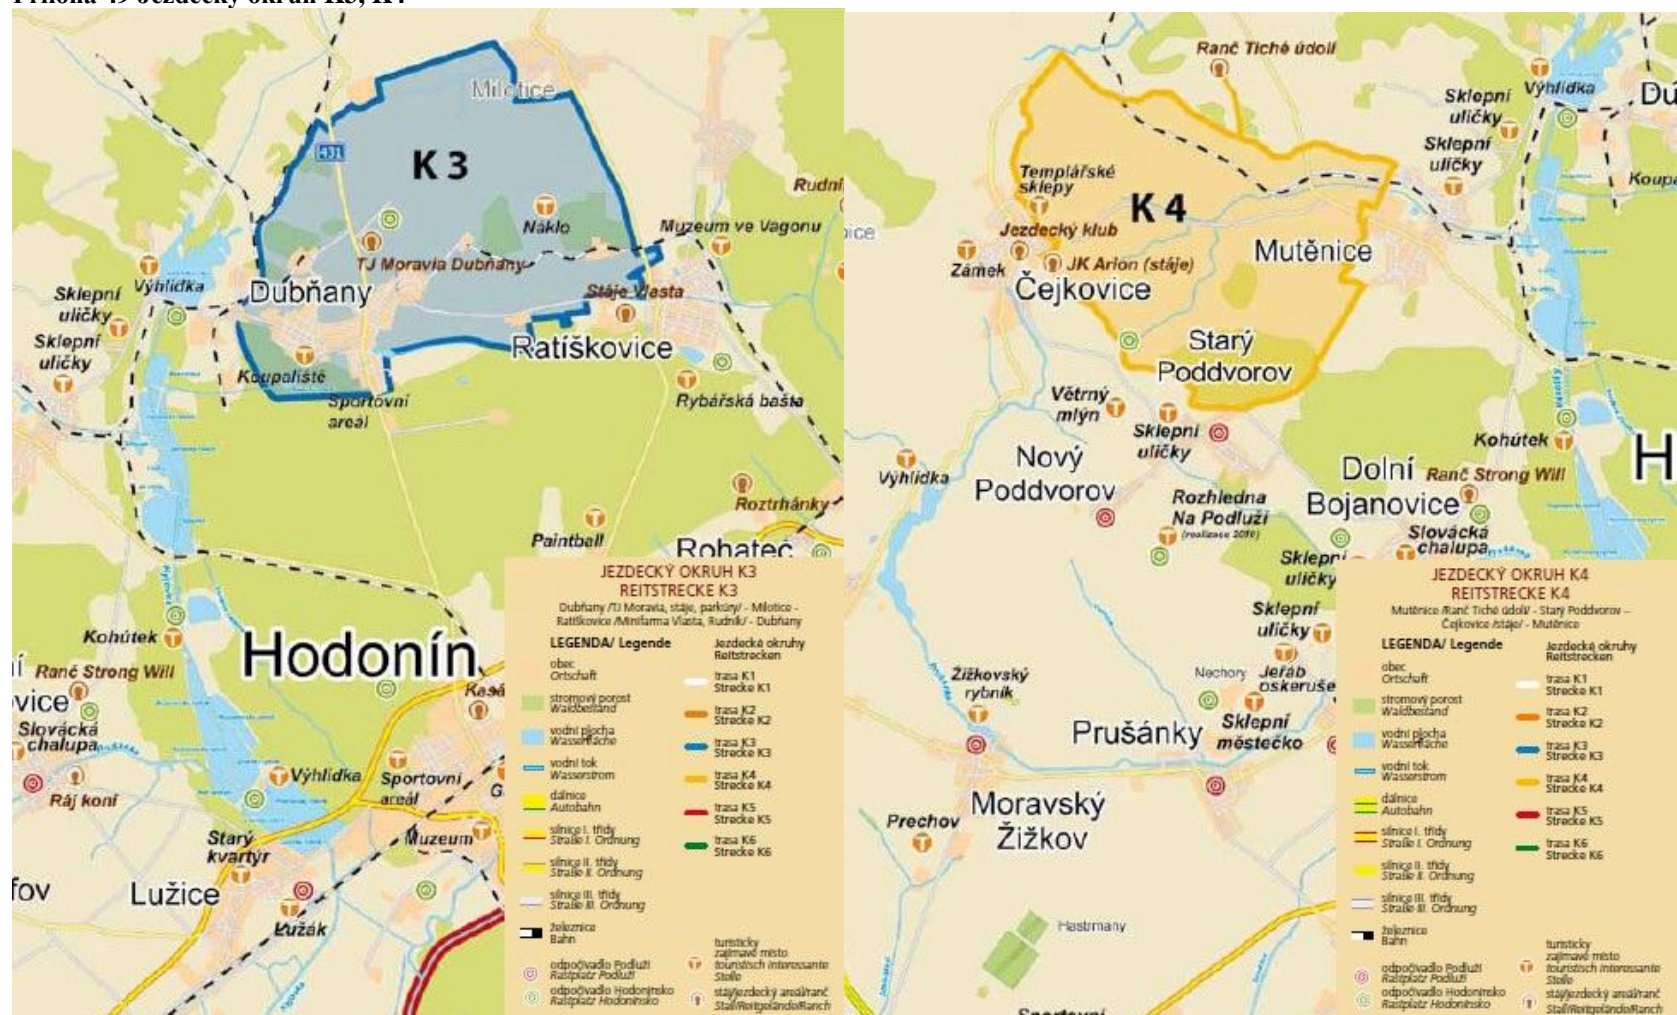 Příloha 49 Jezdecký okruh K3, K4
Milotice
431
K 3
Rudní
Náklo
Muzeum ve Vagonu
TJ Moravia Dubňany
Výhlídka
Dubňany
Stáje Vlasta
Sklepní
uličky
Sklepní
uličky
Ratíškovice
Koupaliště
Sportovní
areál
Rybářská bašta
Roztrhánky
Paintball
Rohatec
Kohútek
Hodonín
Ranč Strong Will
Kasá
vice
Slovácká
chalupa
Ráj koní
Výhlídka
Sportovní
areál
Starý
kvartýr
Muzeum
Lužice
Lužák
JEZDECKÝ OKRUH K3
REITSTRECKE K3
Dubňany /TJ Moravia, stáje, parkúry/ - Milotice -
Ratíškovice /Minifarma Vlasta, Rudník/ - Dubňany
LEGENDA/ Legende
obec
Ortschaft
stromový porost
Waldbestand
vodní plocha
Wasserfläche
vodní tok
Wasserstrom
dálnice
Autobahn
silnice I. třídy
Straße I. Ordnung
silnice II. třídy
Straße II. Ordnung
silnice III. třídy
Straße III. Ordnung
železnice
Bahn
odpočívadlo Podluží
Rastplatz Podluží
odpočívadlo Hodonínsko
Rastplatz Hodonínsko
Jezdecké okruhy
Reitstrecken
trasa K1
Strecke K1
trasa K2
Strecke K2
trasa K3
Strecke K3
trasa K4
Strecke K4
trasa K5
Strecke K5
trasa K6
Strecke K6
turisticky
zajímavé místo
touristisch interessante
Stelle
stáj/jezdecký areál/ranč
Stall/Reitgelände/Ranch
Ranč Tiché údolí
Výhlídka
Sklepní
uličky
Sklepní
uličky
Templářské
sklepy
K 4
Koupa
Jezdecký klub
Zámek
JK Arion (stáje)
Mutěnice
Čejkovice
Starý
Poddvorov
Větrný
mlýn
Sklepní
uličky
Kohútek
Výhlídka
Nový
Poddvorov
Dolní
Bojanovice
Ranč Strong Will
Rozhledna
Na Podluží
(realizace 2010)
Slovácká
chalupa
Sklepní
uličky
Sklepní
uličky
Žižkovský
rybník
Nechory
Jeřáb
oskeruše
Prušánky
Sklepní
městečko
Moravský
Žižkov
Prechov
Hastrmany
Sportovní
JEZDECKÝ OKRUH K4
REITSTRECKE K4
Mutěnice /Ranč Tiché údolí/ - Starý Poddvorov –
Čejkovice /stáje/ - Mutěnice
LEGENDA/ Legende
obec
Ortschaft
stromový porost
Waldbestand
vodní plocha
Wasserfläche
vodní tok
Wasserstrom
dálnice
Autobahn
silnice I. třídy
Straße I. Ordnung
silnice II. třídy
Straße II. Ordnung
silnice III. třídy
Straße III. Ordnung
železnice
Bahn
odpočívadlo Podluží
Rastplatz Podluží
odpočívadlo Hodonínsko
Rastplatz Hodonínsko
Jezdecké okruhy
Reitstrecken
trasa K1
Strecke K1
trasa K2
Strecke K2
trasa K3
Strecke K3
trasa K4
Strecke K4
trasa K5
Strecke K5
trasa K6
Strecke K6
turisticky
zajímavé místo
touristisch interessante
Stelle
stáj/jezdecký areál/ranč
Stall/Reitgelände/Ranch